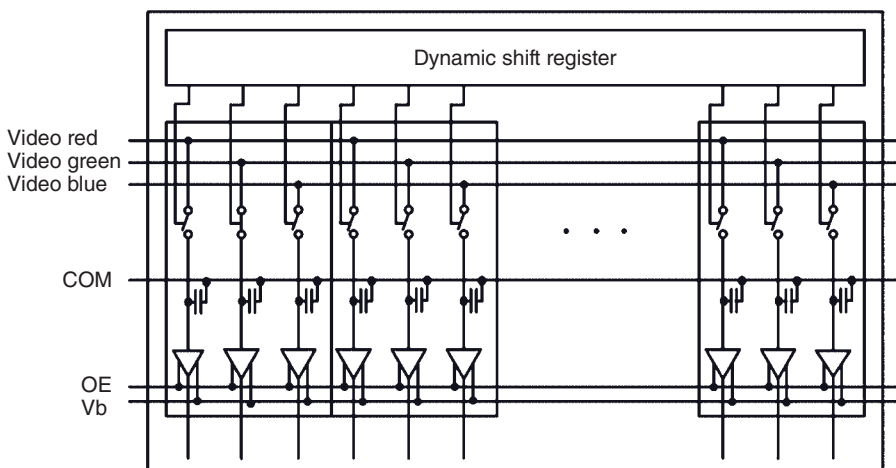 Dynamic shift register
Video red
Video green
Video blue
. . .
COM
OE
Vb